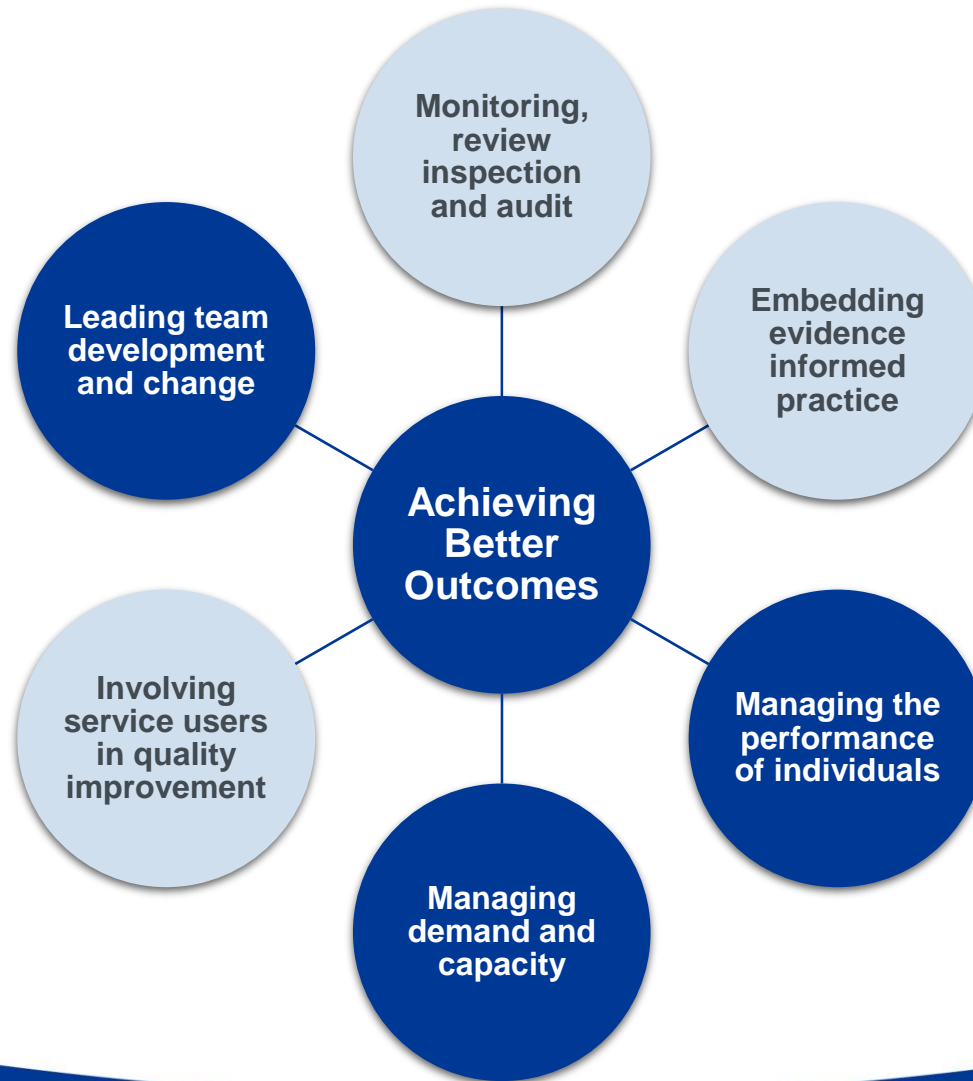 Monitoring,
review
inspection
and audit
Leading team
development
and change
Embedding
evidence
informed
practice
Achieving
Better
Outcomes
Involving
service users
in quality
improvement
Managing the
performance
of individuals
Managing
demand and
capacity